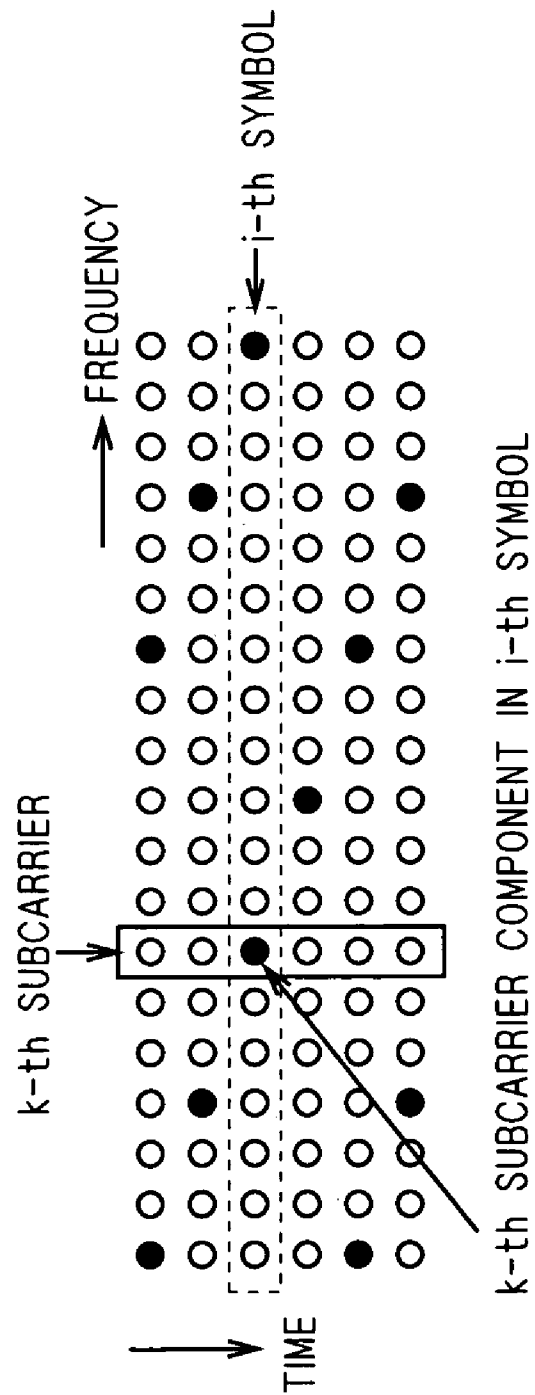 k-th SUBCARRIER
FREQUENCY
i-th SYMBOL
TIME
k-th SUBCARRIER COMPONENT IN i-th SYMBOL